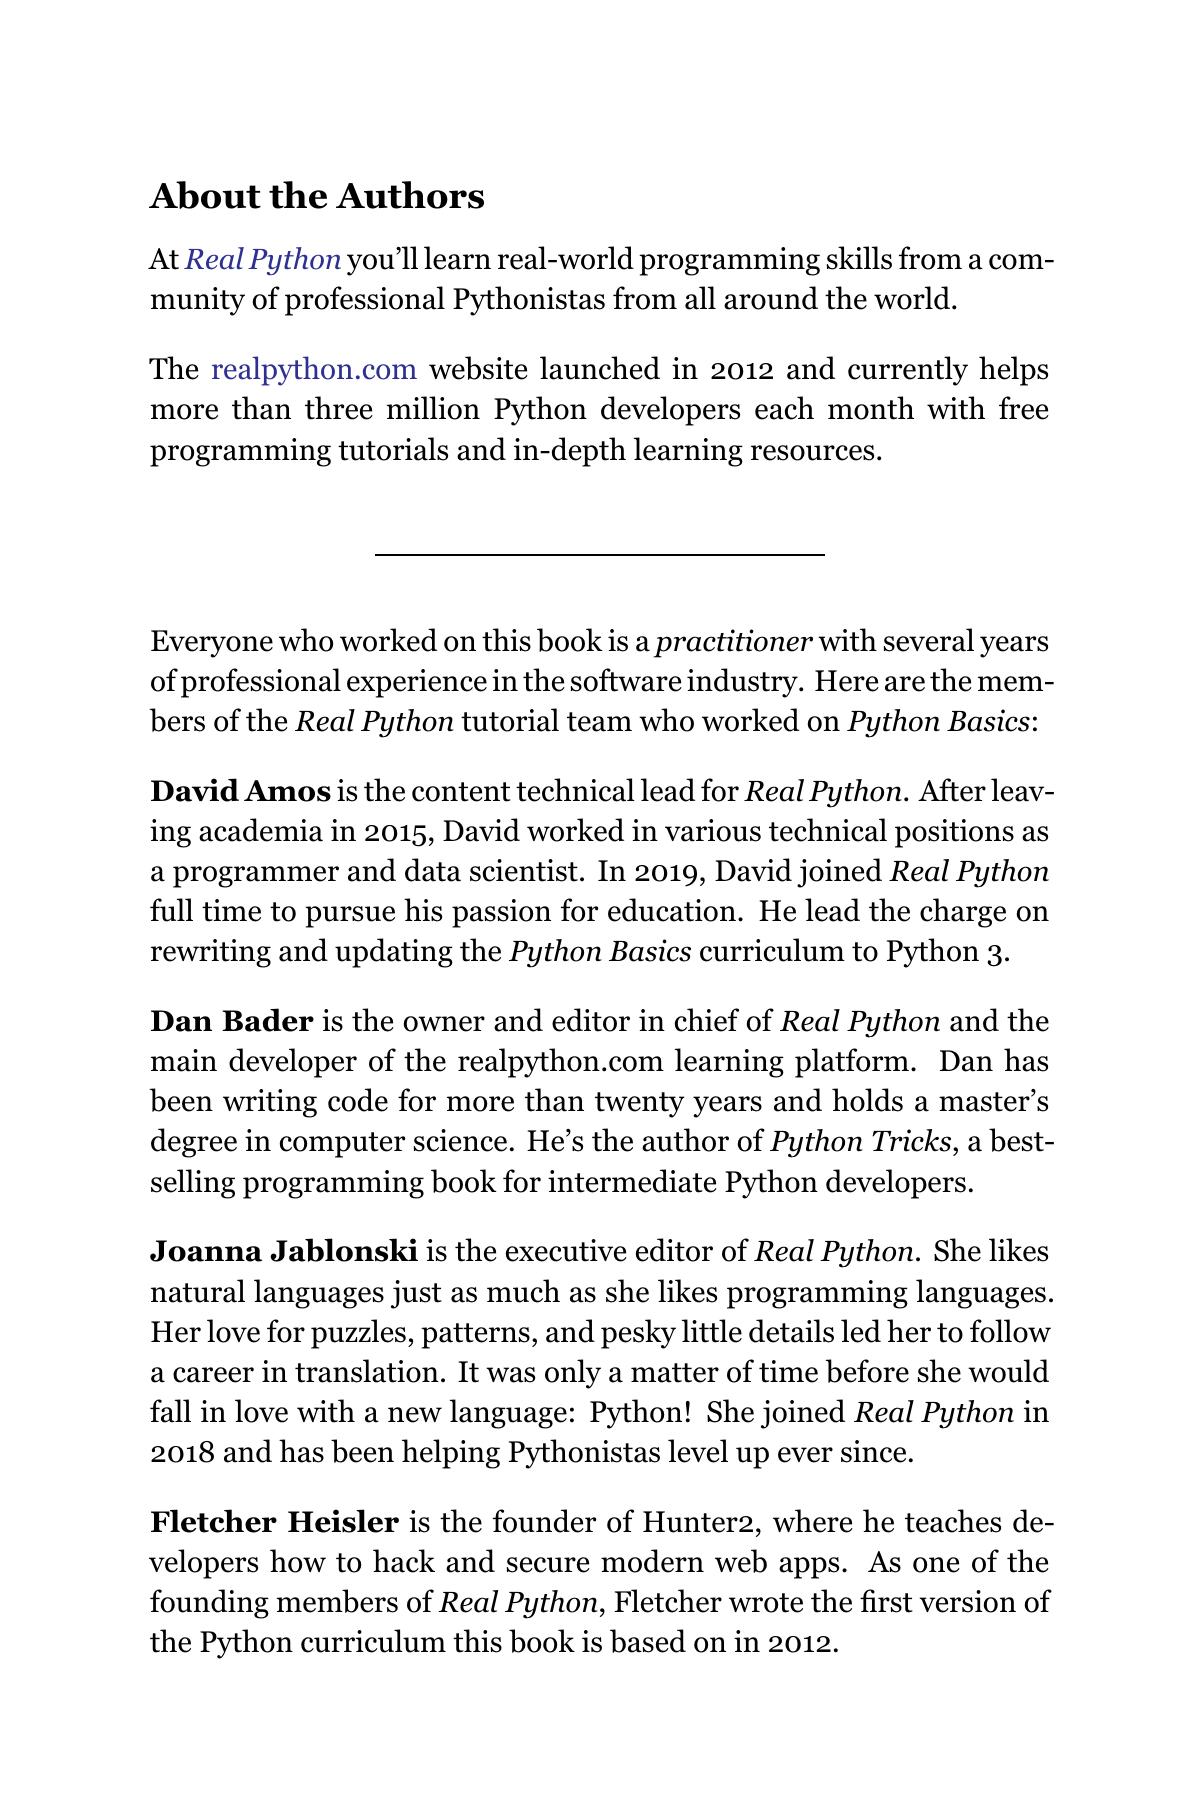 About the Authors
At Real Python you’ll learn real-world programming skills from a com-
munity of professional Pythonistas from all around the world.
The realpython.com website launched in 2012 and currently helps
more than three million Python developers each month with free
programming tutorials and in-depth learning resources.
Everyone who worked on this book is a practitioner with several years
of professional experience in the software industry. Here are the mem-
bers of the Real Python tutorial team who worked on Python Basics:
David Amos is the content technical lead for Real Python. After leav-
ing academia in 2015, David worked in various technical positions as
a programmer and data scientist. In 2019, David joined Real Python
full time to pursue his passion for education. He lead the charge on
rewriting and updating the Python Basics curriculum to Python 3.
Dan Bader is the owner and editor in chief of Real Python and the
main developer of the realpython.com learning platform. Dan has
been writing code for more than twenty years and holds a master’s
degree in computer science. He’s the author of Python Tricks, a best-
selling programming book for intermediate Python developers.
Joanna Jablonski is the executive editor of Real Python. She likes
natural languages just as much as she likes programming languages.
Her love for puzzles, patterns, and pesky little details led her to follow
a career in translation. It was only a matter of time before she would
fall in love with a new language: Python! She joined Real Python in
2018 and has been helping Pythonistas level up ever since.
Fletcher Heisler is the founder of Hunter2, where he teaches de-
velopers how to hack and secure modern web apps. As one of the
founding members of Real Python, Fletcher wrote the first version of
the Python curriculum this book is based on in 2012.